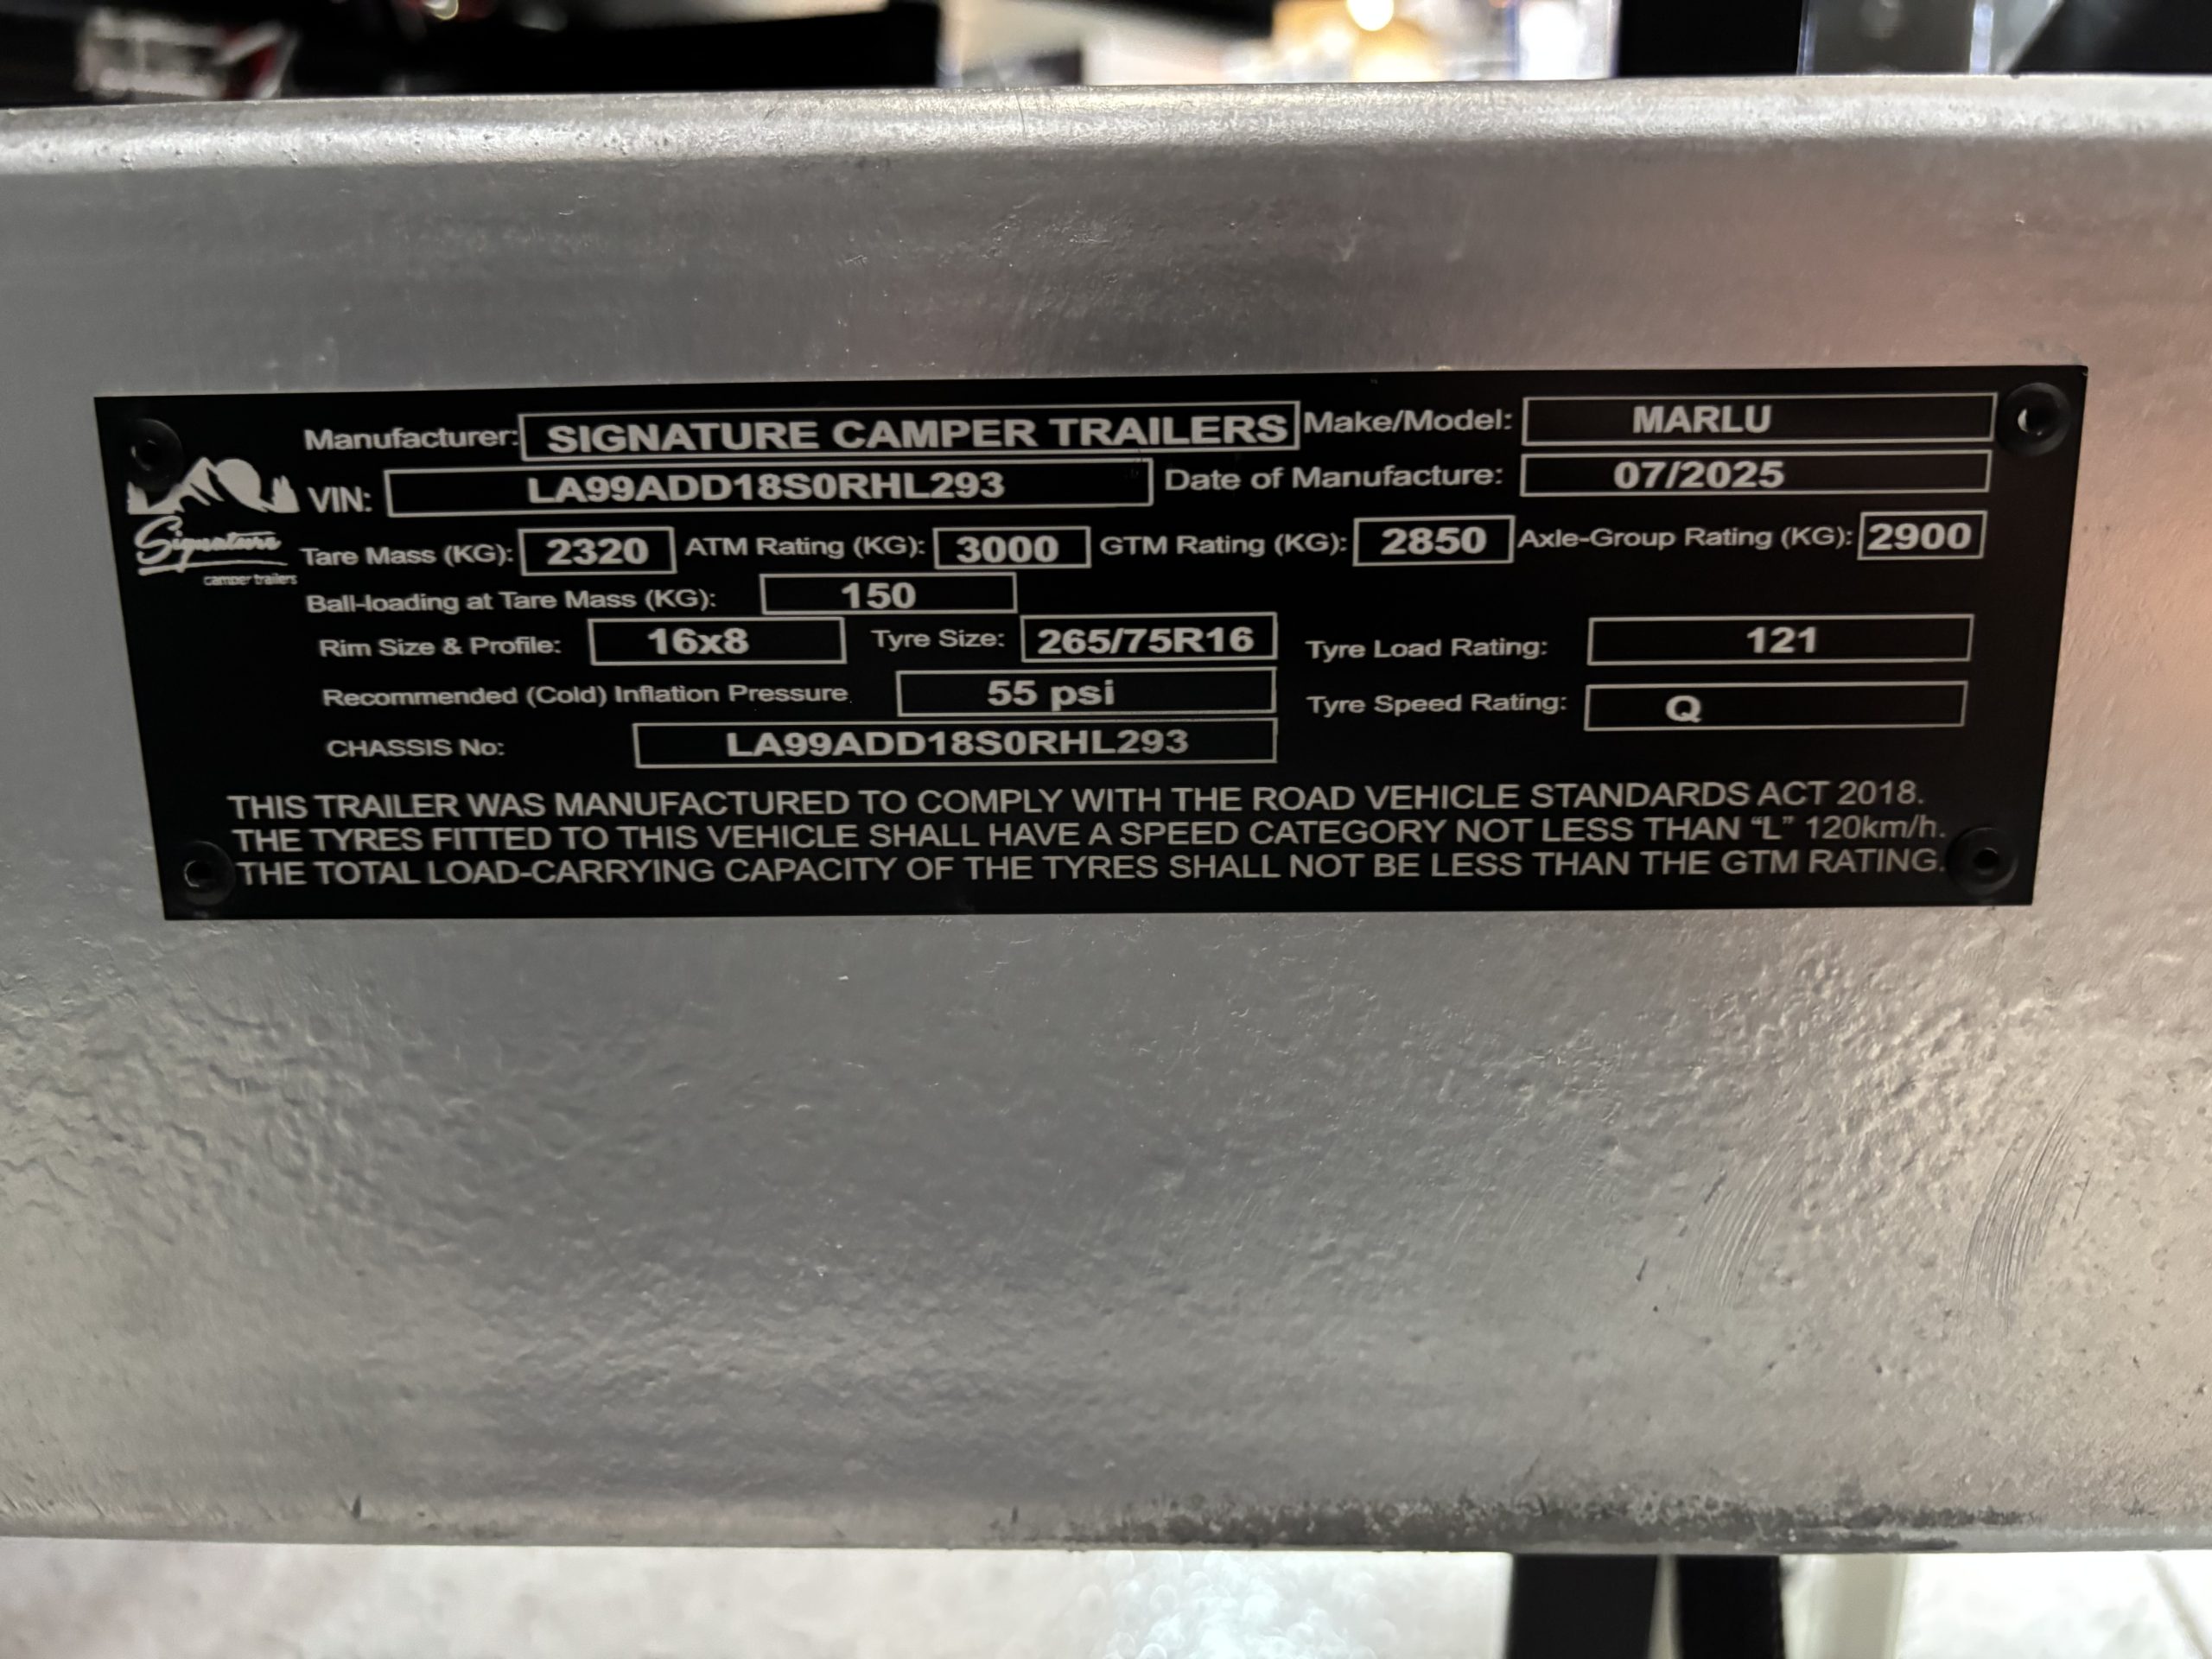 Manufacturer: SIGNATURE CAMPER TRAILERS Make/Model: MARLU
VIN: LA99ADD18S0RHL293 Date of Manufacture: 07/2025
Signature
camper trailers
Tare Mass (KG): 2320 ATM Rating (KG): 3000 GTM Rating (KG): 2850 Axle-Group Rating (KG): 2900
Ball-loading at Tare Mass (KG): 150
Rim Size & Profile: 16x8 Tyre Size: 265/75R16 Tyre Load Rating: 121
Recommended (Cold) Inflation Pressure 55 psi Tyre Speed Rating: Q
CHASSIS No: LA99ADD18S0RHL293
THIS TRAILER WAS MANUFACTURED TO COMPLY WITH THE ROAD VEHICLE STANDARDS ACT 2018.
THE TYRES FITTED TO THIS VEHICLE SHALL HAVE A SPEED CATEGORY NOT LESS THAN “L” 120km/h.
THE TOTAL LOAD-CARRYING CAPACITY OF THE TYRES SHALL NOT BE LESS THAN THE GTM RATING.